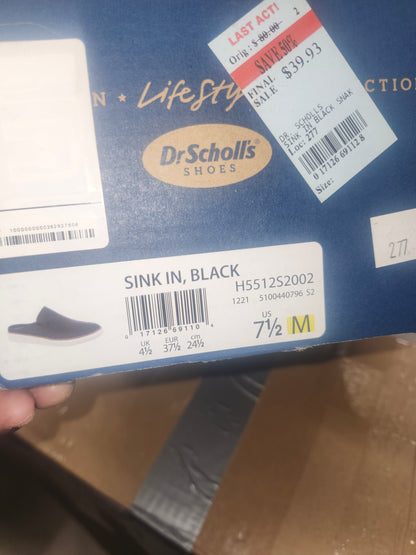 LAST ACT!
Orig: $ 80.00 2
SAVE 50%
$39.93
FINAL
SALE
DR SCHOLLS
SINK IN BLACK SNAK
Loc: 277
0 17126 69112 8
Size:
N ★ LifeSty CTION
Dr Scholl's®
SHOES
277
SINK IN, BLACK
H5512S2002
1221 5100440796 S2
0 17126 69110 4
UK EUR cm
4½ 37½ 24½
US
7½ M